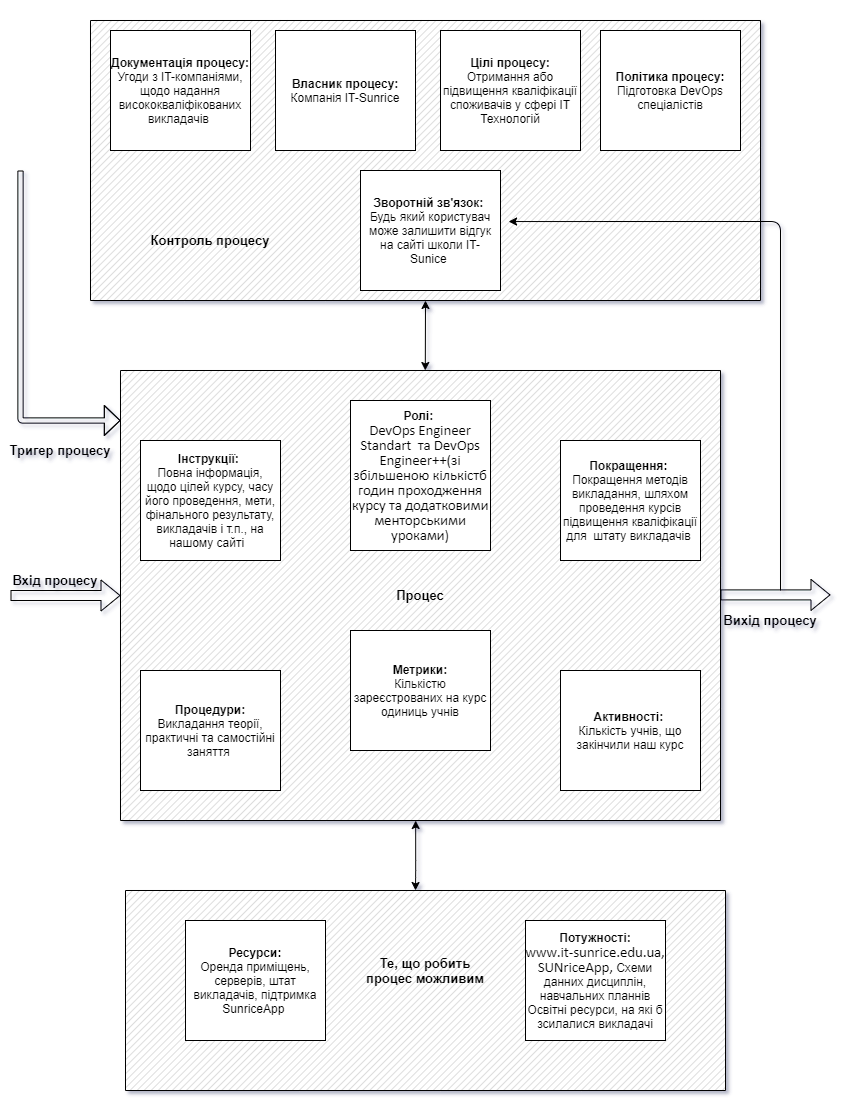 Документація процесу:
Угоди з ІТ-компаніями,
щодо надання
висококваліфікованих
викладачів
Власник процесу:
Компанія IT-Sunrice
Цілі процесу:
Отримання або
підвищення кваліфікації
споживачів у сфері ІТ
Технологій
Політика процесу:
Підготовка DevOps
спеціалістів
Зворотній зв'язок:
Будь який користувач
може залишити відгук
на сайті школи IT-
Sunice
Контроль процесу
Тригер процесу
Ролі:
DevOps Engineer
Standart та DevOps
Engineer++(зі
збільшеною кількістб
годин проходження
курсу та додатковими
менторськими
уроками)
Інструкції:
Повна інформація,
щодо цілей курсу, часу
його проведення, мети,
фінального результату,
викладачів і т.п., на
нашому сайті
Покращення:
Покращення методів
викладання, шляхом
проведення курсів
підвищення кваліфікації
для штату викладачів
Вхід процесу
Процес
Вихід процесу
Метрики:
Кількістю
зареєстрованих на курс
одиниць учнів
Процедури:
Викладання теорії,
практичні та самостійні
заняття
Активності:
Кількість учнів, що
закінчили наш курс
Ресурси:
Оренда приміщень,
серверів, штат
викладачів, підтримка
SunriceApp
Те, що робить
процес можливим
Потужності:
www.it-sunrice.edu.ua,
SUNriceApp, Схеми
данних дисциплін,
навчальних планнів
Освітні ресурси, на які б
зсилалися викладачі